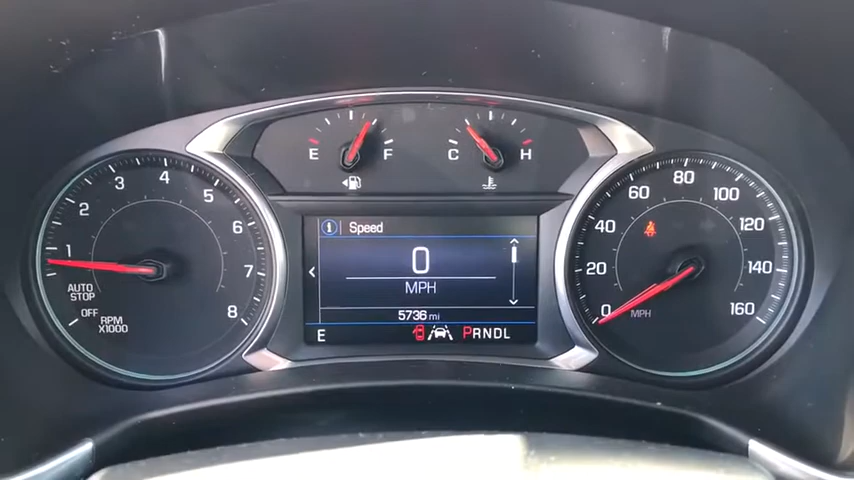 E F
C H
1 2 3 4 5 6 7 8
AUTO
STOP
OFF
RPM
X1000
i Speed
0
MPH
5736 mi
E PRNDL
0 20 40 60 80 100 120 140 160
MPH